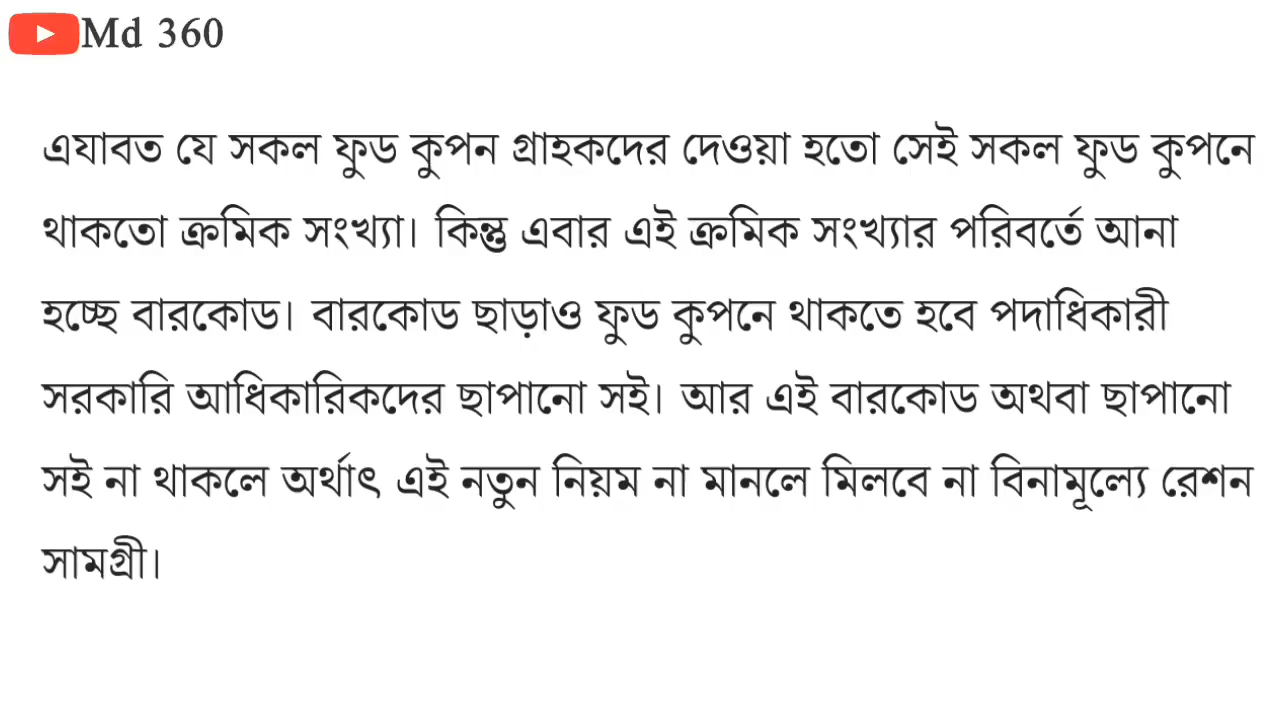 Md 360
এযাবত যে সকল ফুড কুপন গ্রাহকদের দেওয়া হতো সেই সকল ফুড কুপনে
থাকতো ক্রমিক সংখ্যা। কিন্তু এবার এই ক্রমিক সংখ্যার পরিবর্তে আনা
হচ্ছে বারকোড। বারকোড ছাড়াও ফুড কুপনে থাকতে হবে পদাধিকারী
সরকারি আধিকারিকদের ছাপানো সই। আর এই বারকোড অথবা ছাপানো
সই না থাকলে অর্থাৎ এই নতুন নিয়ম না মানলে মিলবে না বিনামূল্যে রেশন
সামগ্রী।